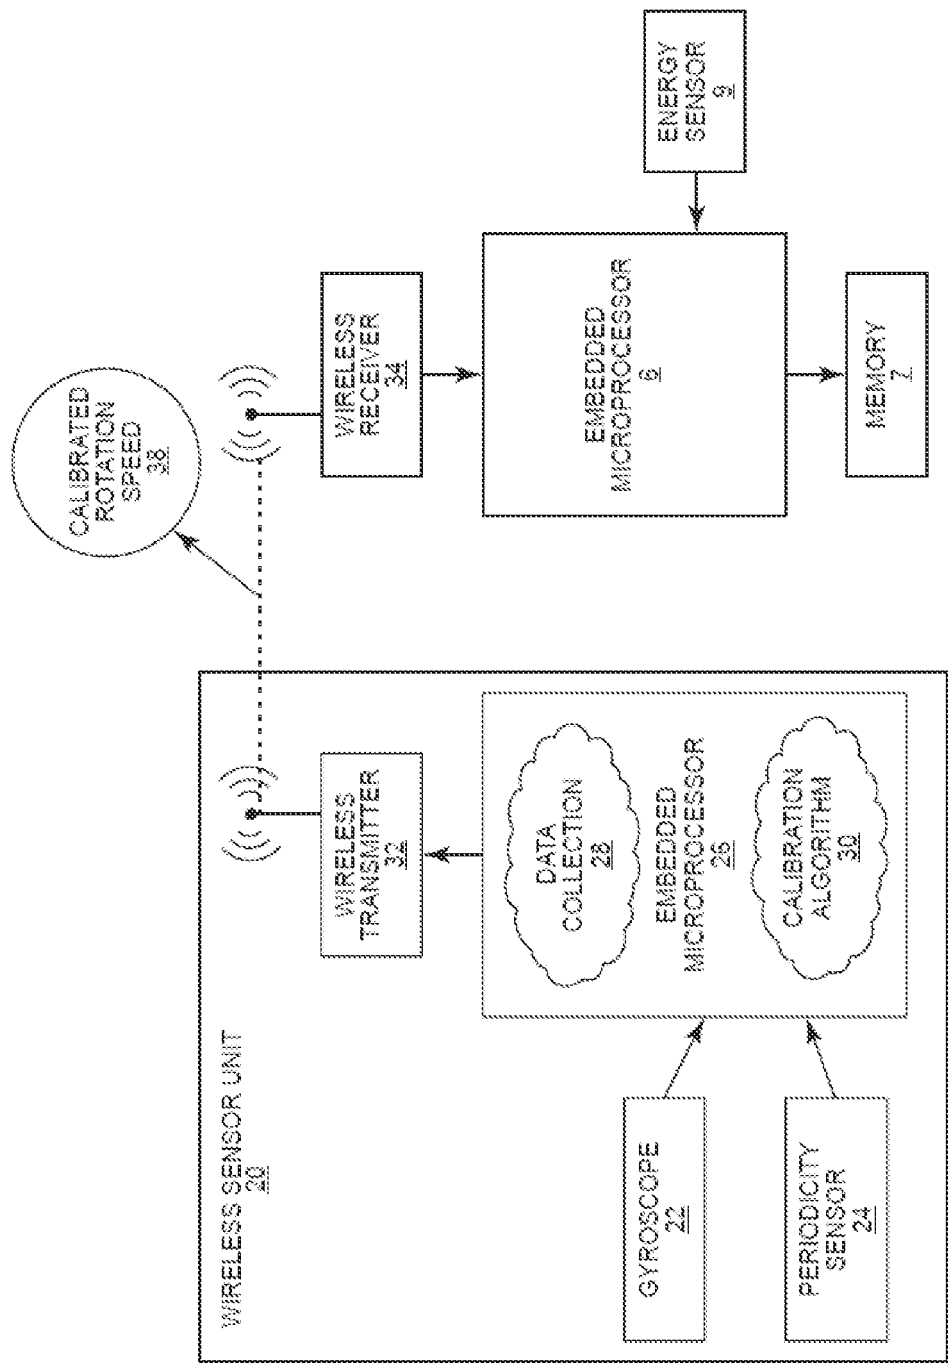 WIRELESS SENSOR UNIT
20
GYROSCOPE
22
PERIODICITY
SENSOR
24
WIRELESS
TRANSMITTER
32
DATA
COLLECTION
28
EMBEDDED
MICROPROCESSOR
26
CALIBRATION
ALGORITHM
30
CALIBRATED
ROTATION
SPEED
38
WIRELESS
RECEIVER
34
EMBEDDED
MICROPROCESSOR
6
MEMORY
7
ENERGY
SENSOR
9